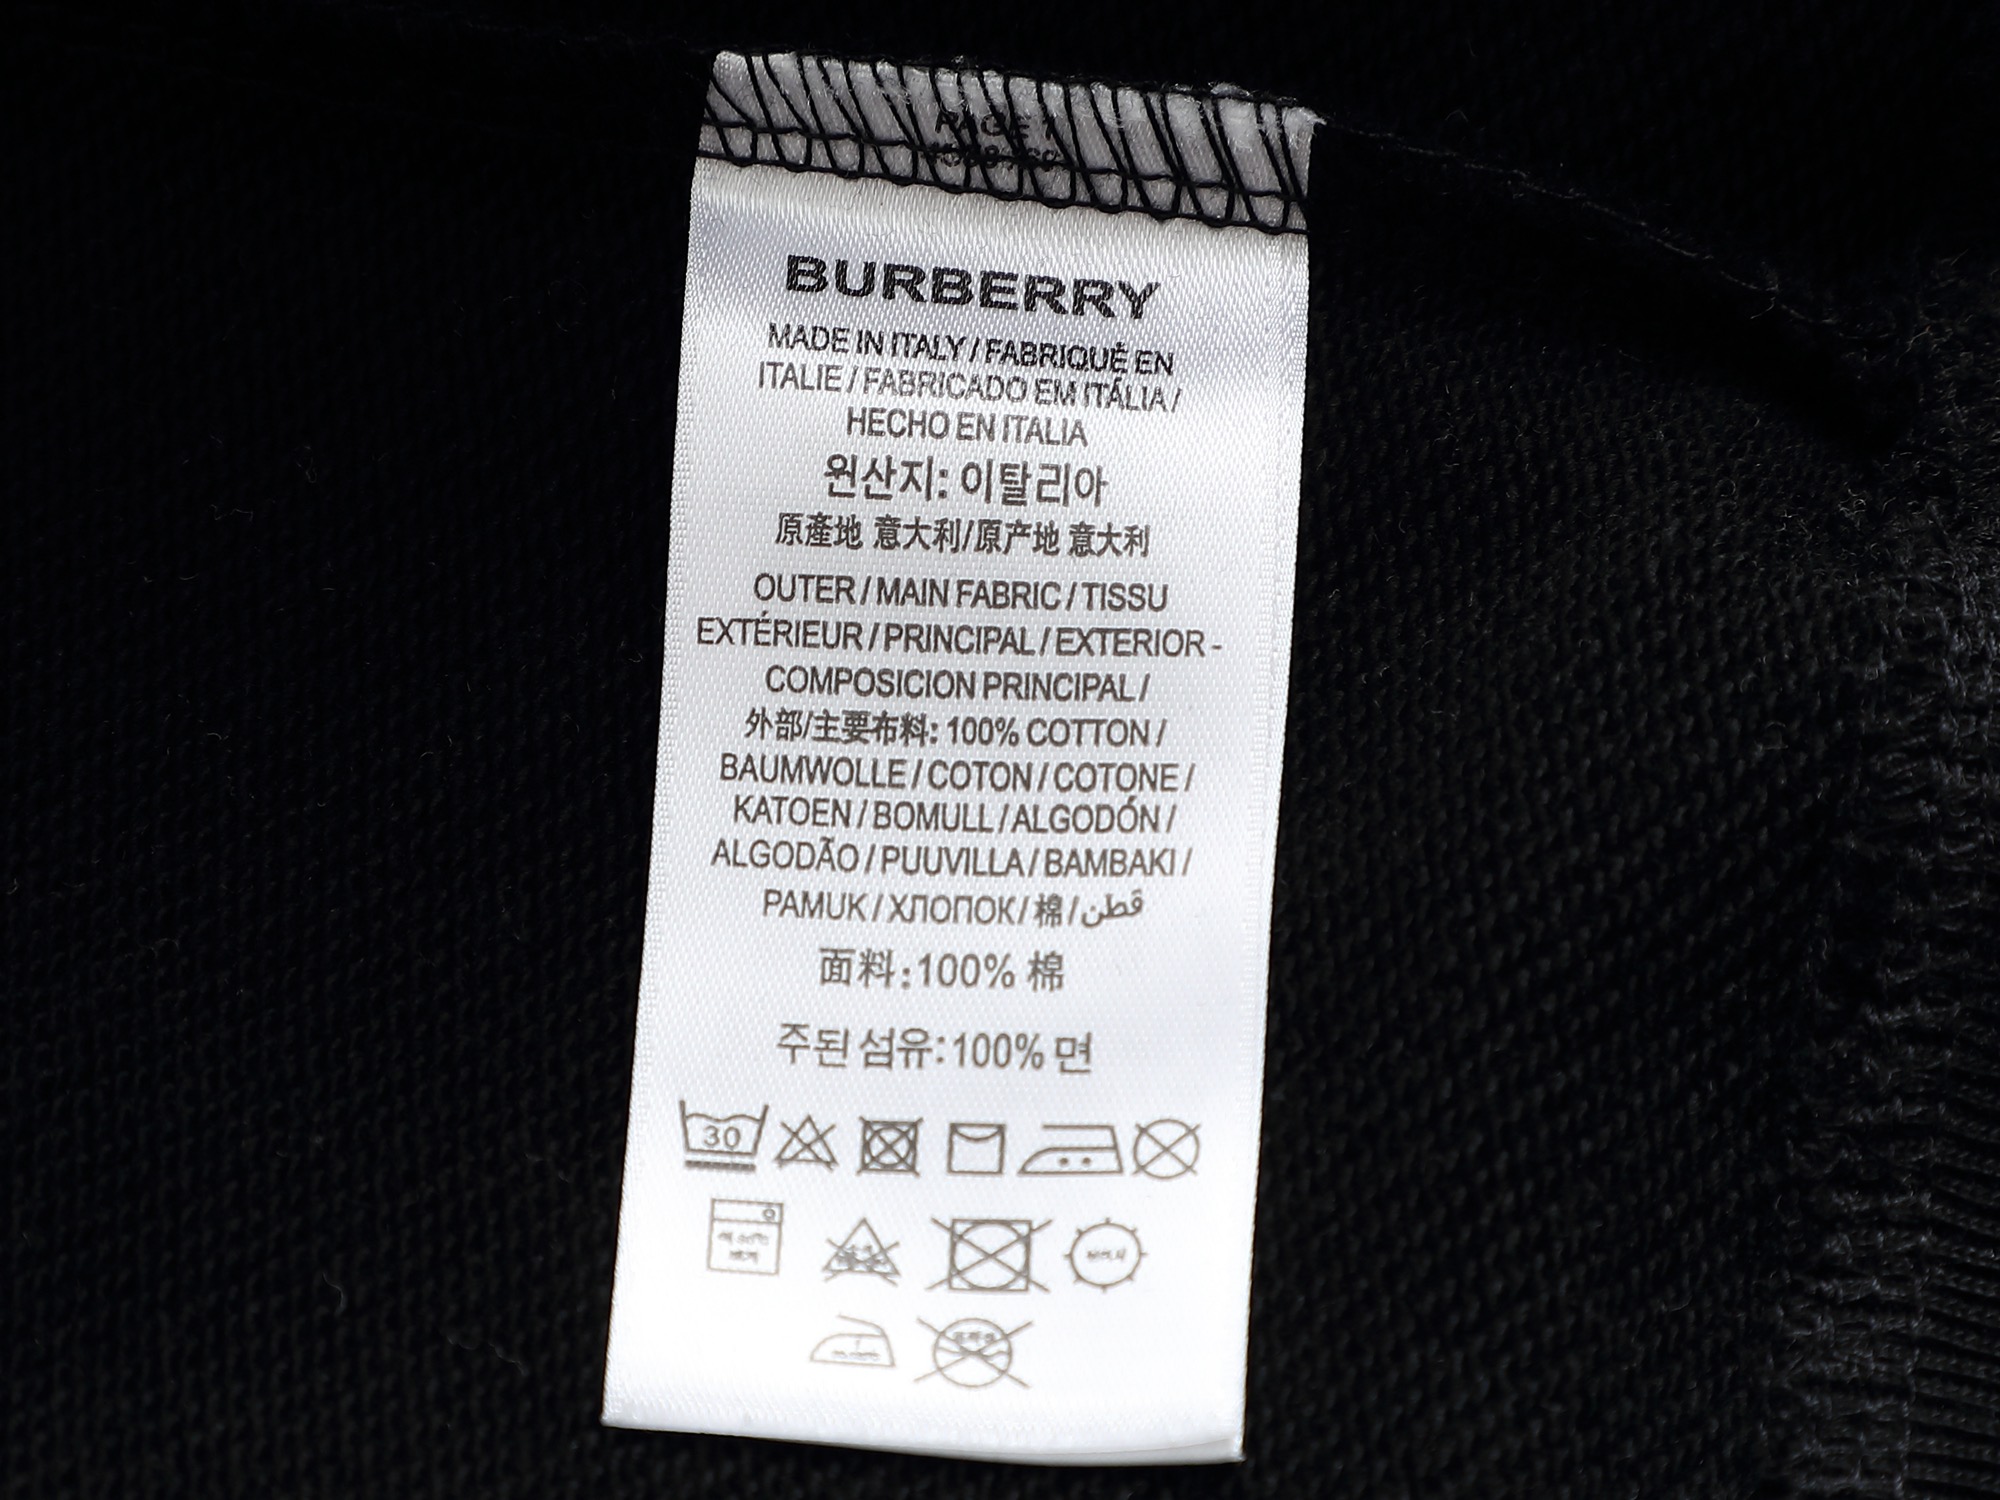 PAGE 1
BURBERRY
MADE IN ITALY / FABRIQUÉ EN
ITALIE / FABRICADO EM ITÁLIA /
HECHO EN ITALIA
원산지: 이탈리아
原產地 意大利/原产地 意大利
OUTER / MAIN FABRIC / TISSU
EXTÉRIEUR / PRINCIPAL / EXTERIOR -
COMPOSICION PRINCIPAL /
外部/主要布料: 100% COTTON /
BAUMWOLLE / COTON / COTONE /
KATOEN / BOMULL / ALGODÓN /
ALGODÃO / PUUVILLA / BAMBAKI /
PAMUK / ХЛОПОК / 棉 / قطن
面料: 100% 棉
주된 섬유: 100% 면
30